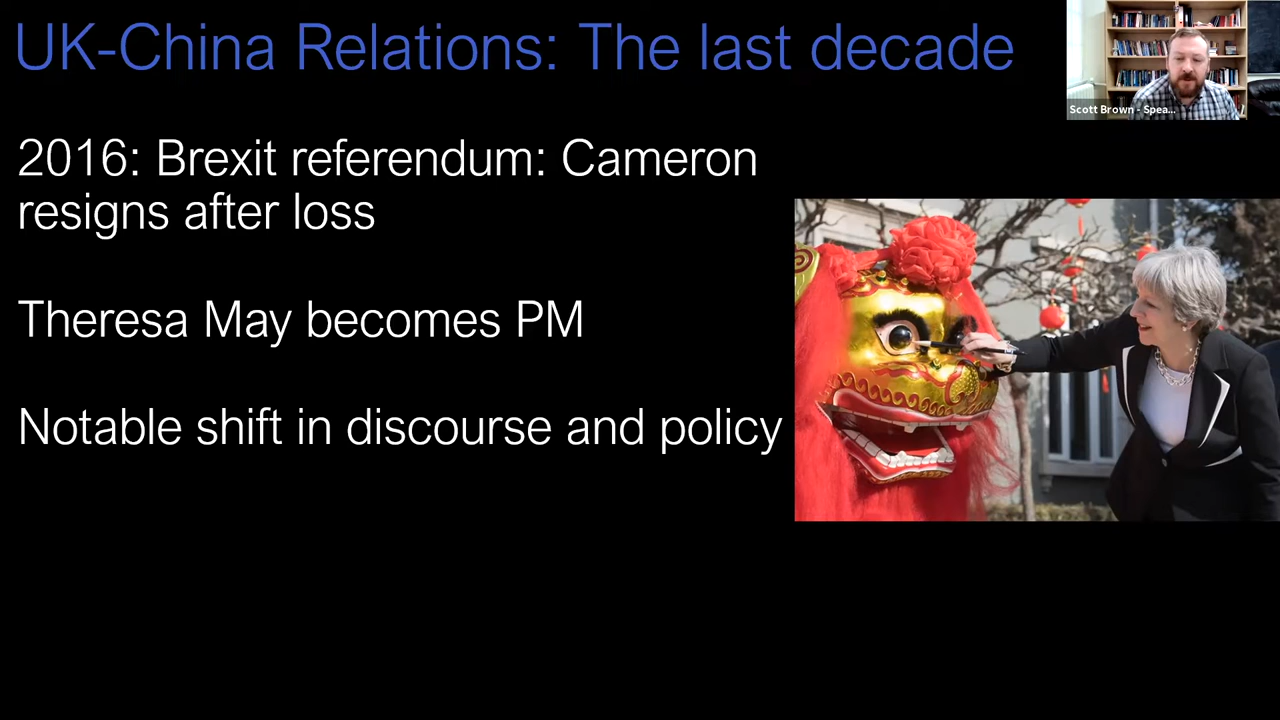 UK-China Relations: The last decade
Scott Brown - Spea...
2016: Brexit referendum: Cameron
resigns after loss
Theresa May becomes PM
Notable shift in discourse and policy